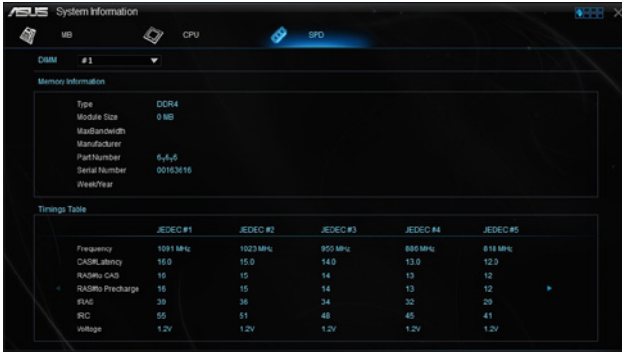 ASUS System Information
MB CPU SPD
DIMM #1
Memory Information
Type DDR4
Module Size 0 MB
MaxBandwidth
Manufacturer
PartNumber
Serial Number 00163616
Week/Year
Timings Table
JEDEC #1 JEDEC #2 JEDEC #3 JEDEC #4 JEDEC #5
Frequency 1091 MHz 1023 MHz 955 MHz 886 MHz 818 MHz
CAS#Latency 16.0 15.0 14.0 13.0 12.0
RAS#to CAS 16 15 14 13 12
RAS#to Precharge 16 15 14 13 12
tRAS 39 36 34 32 29
tRC 55 51 48 45 41
Voltage 1.2V 1.2V 1.2V 1.2V 1.2V